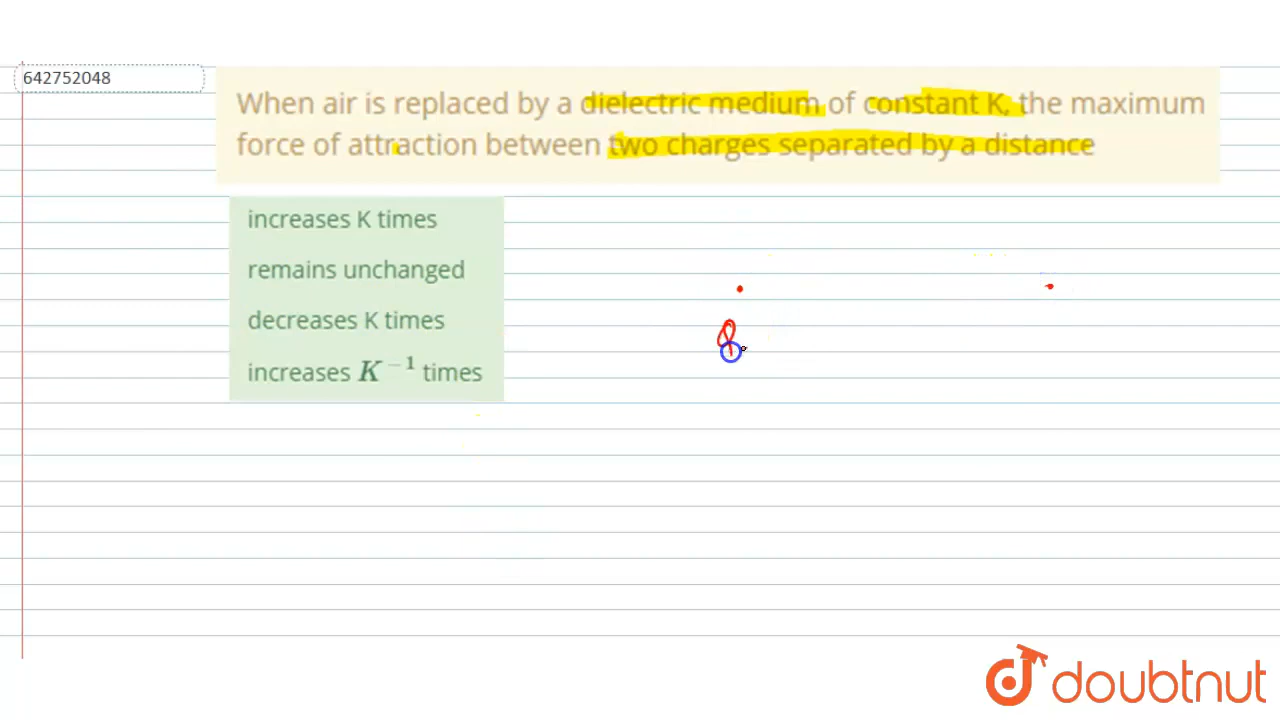 642752048
When air is replaced by a dielectric medium of constant K, the maximum
force of attraction between two charges separated by a distance
increases K times
remains unchanged
decreases K times
increases K⁻¹ times
doubtnut